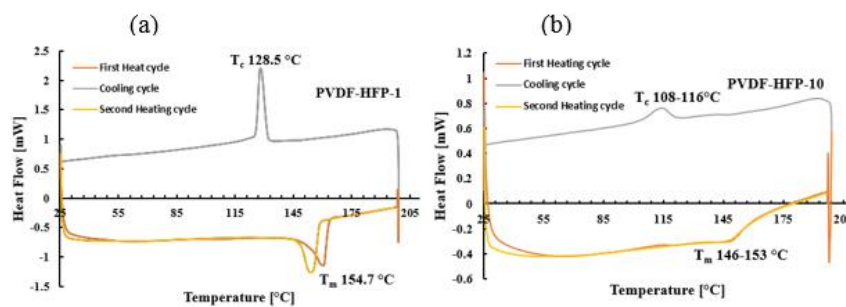 (a)
2.5
2
1.5
1
0.5
0
-0.5
-1
-1.5
Heat Flow [mW]
First Heat cycle
Cooling cycle
Second Heating cycle
Tc 128.5 °C
PVDF-HFP-1
25 55 85 115 145 175 205
Tm 154.7 °C
Temperature [°C]
(b)
1.2
1
0.8
0.6
0.4
0.2
0
-0.2
-0.4
-0.6
Heat Flow [mW]
First Heating cycle
Cooling cycle
Second Heating cycle
PVDF-HFP-10
Tc 108-116°C
25 55 85 115 145 175 20
Tm 146-153 °C
Temperature [°C]